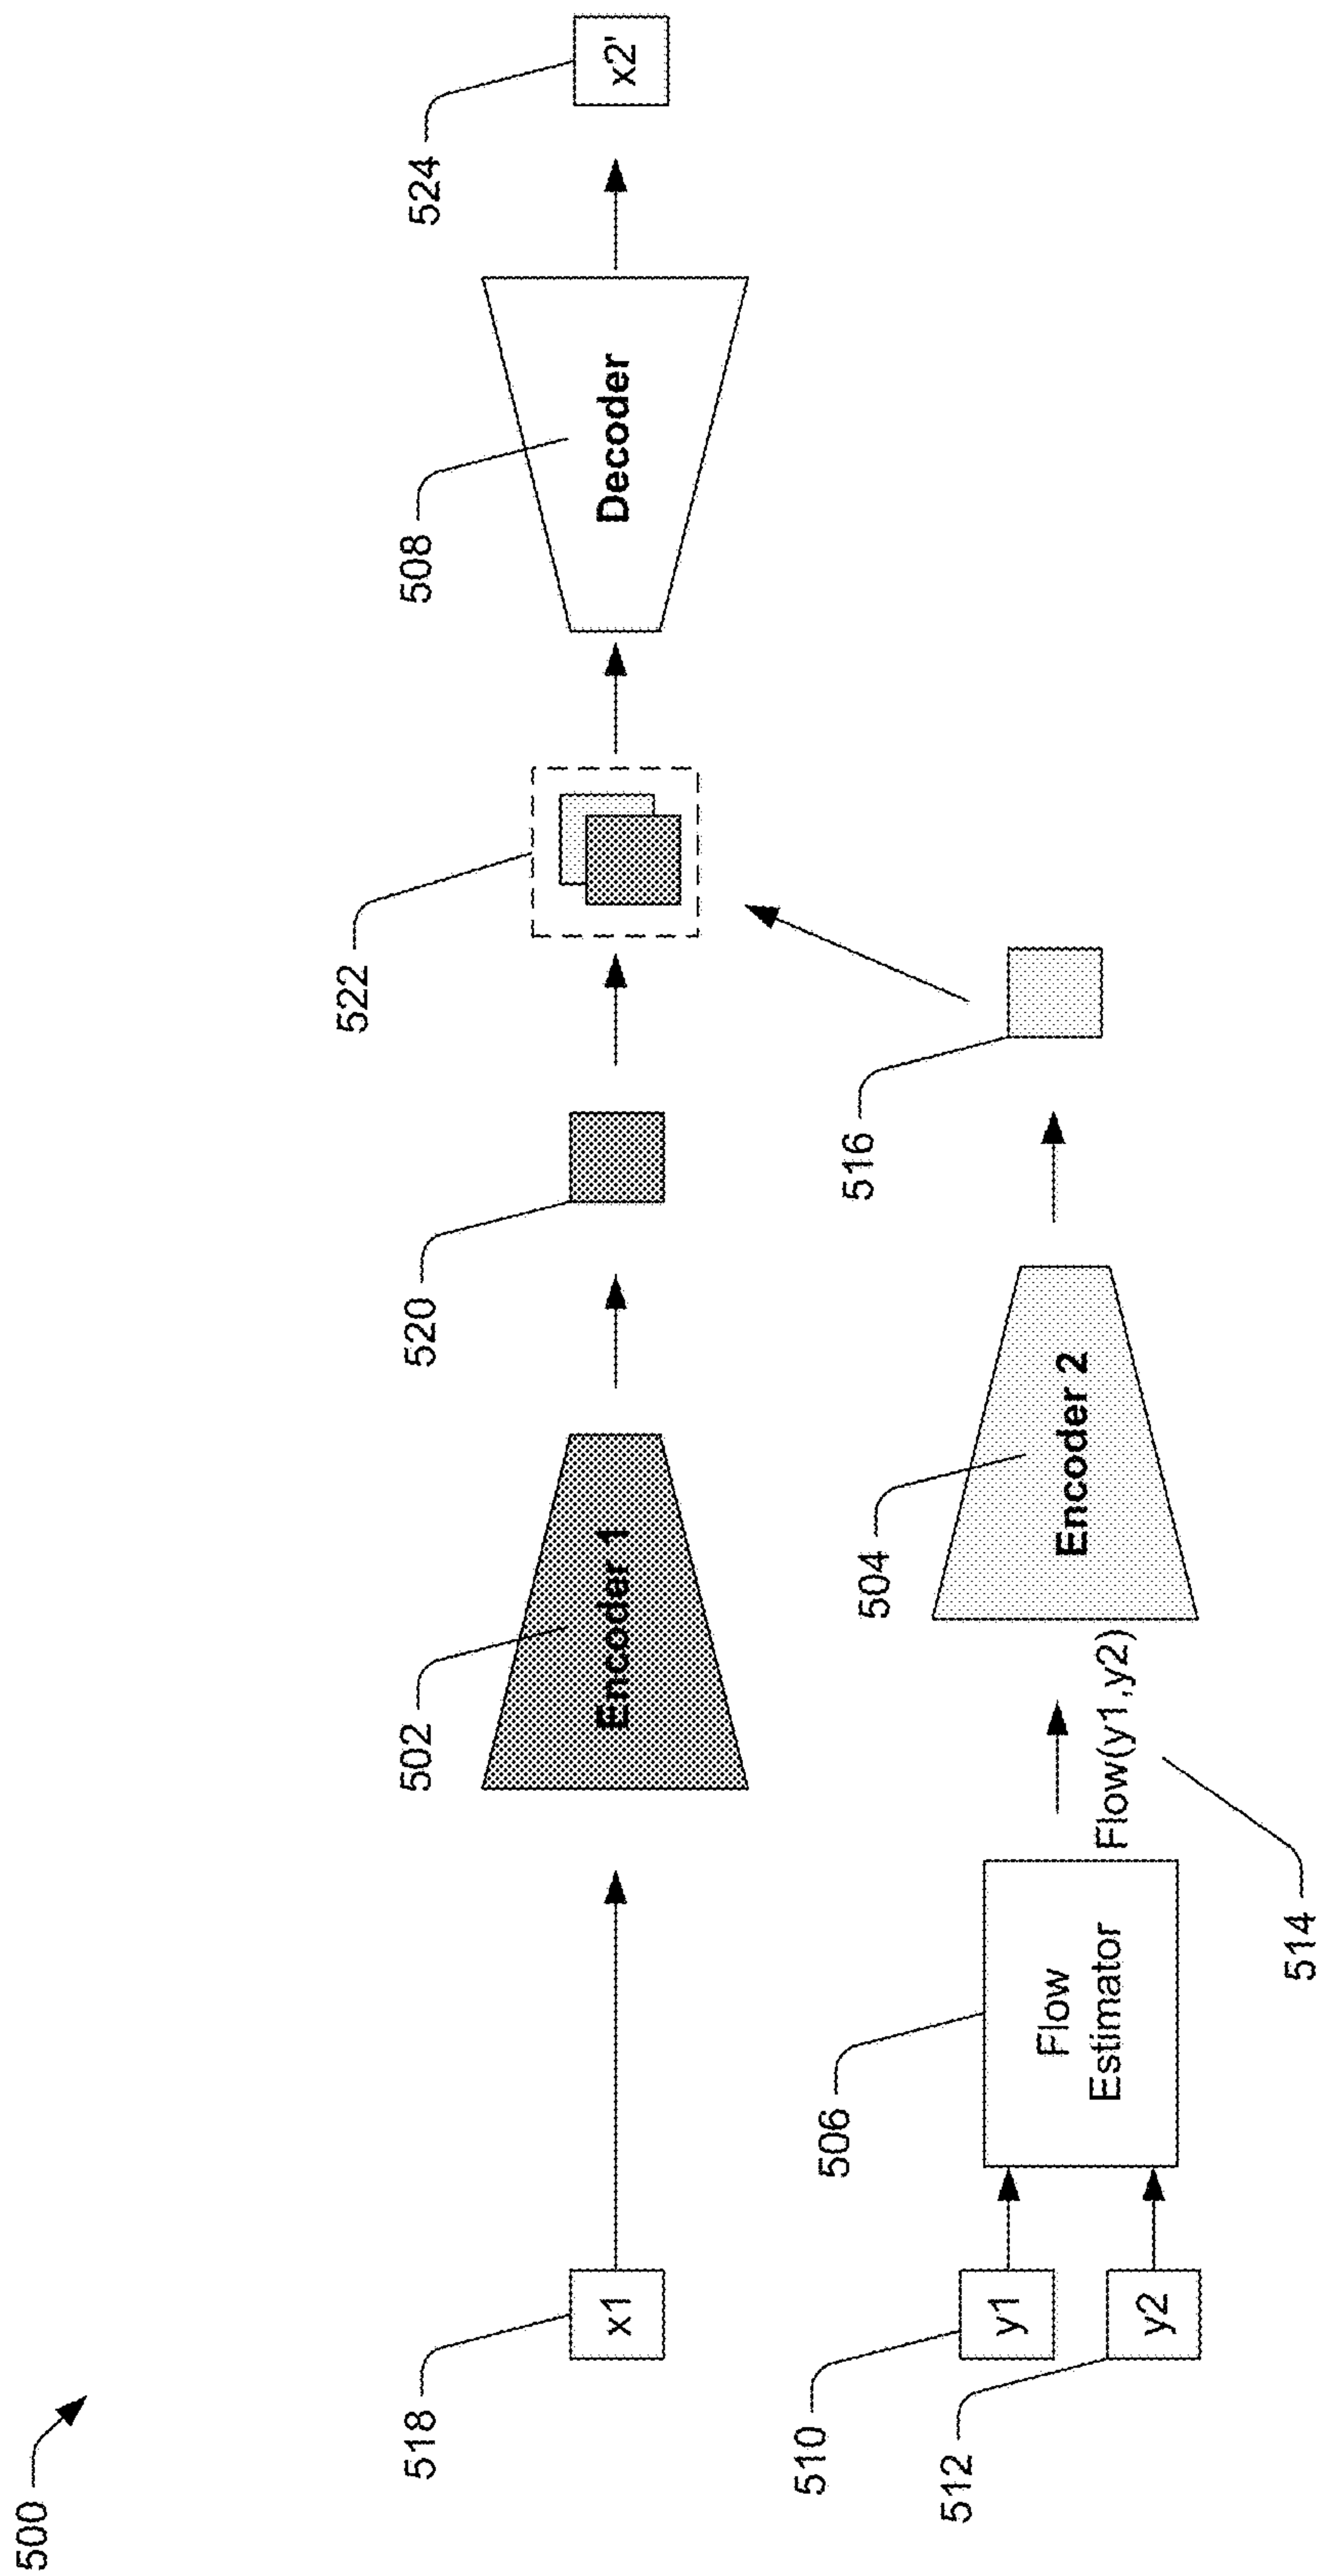 500
518
x1
502
Encoder 1
520
522
508
Decoder
524
x2'
510
y1
512
y2
506
Flow
Estimator
514
Flow(y1,y2)
504
Encoder 2
516